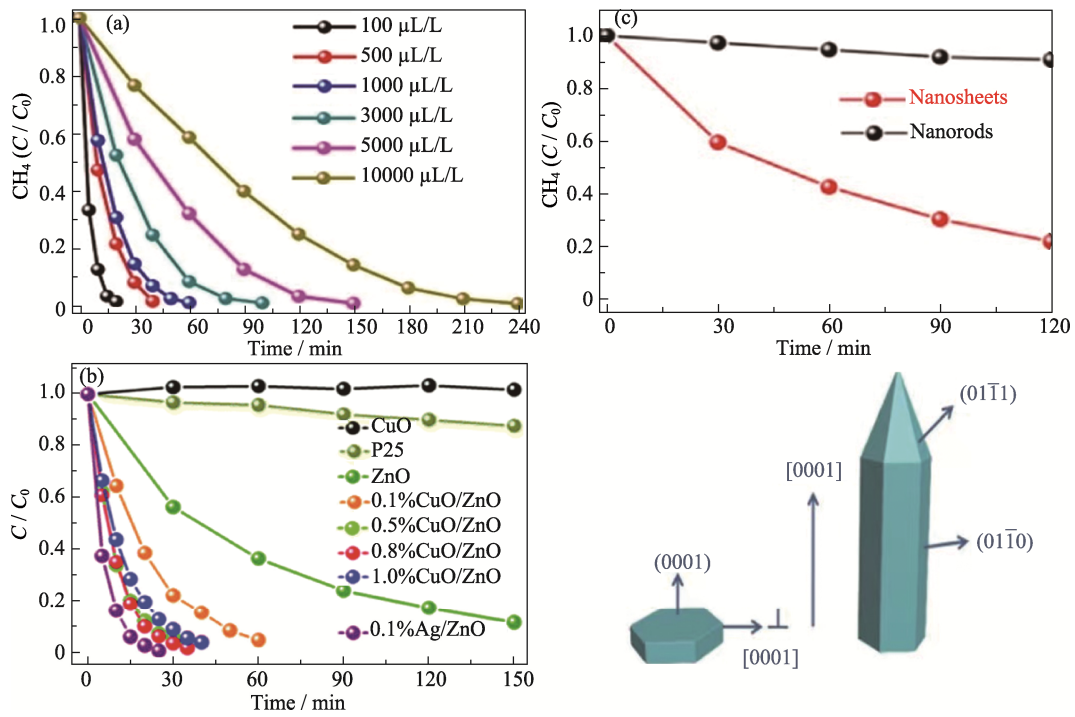 (a)
100 µL/L
500 µL/L
1000 µL/L
3000 µL/L
5000 µL/L
10000 µL/L
CH₄ (C / C₀)
1.0
0.8
0.6
0.4
0.2
0
0 30 60 90 120 150 180 210 240
Time / min
(c)
Nanosheets
Nanorods
CH₄ (C / C₀)
1.0
0.8
0.6
0.4
0.2
0
0 30 60 90 120
Time / min
(b)
CuO
P25
ZnO
0.1%CuO/ZnO
0.5%CuO/ZnO
0.8%CuO/ZnO
1.0%CuO/ZnO
0.1%Ag/ZnO
C / C₀
1.0
0.8
0.6
0.4
0.2
0
0 30 60 90 120 150
Time / min
(0001)
⊥
[0001]
[0001]
(011̅1)
(011̅0)